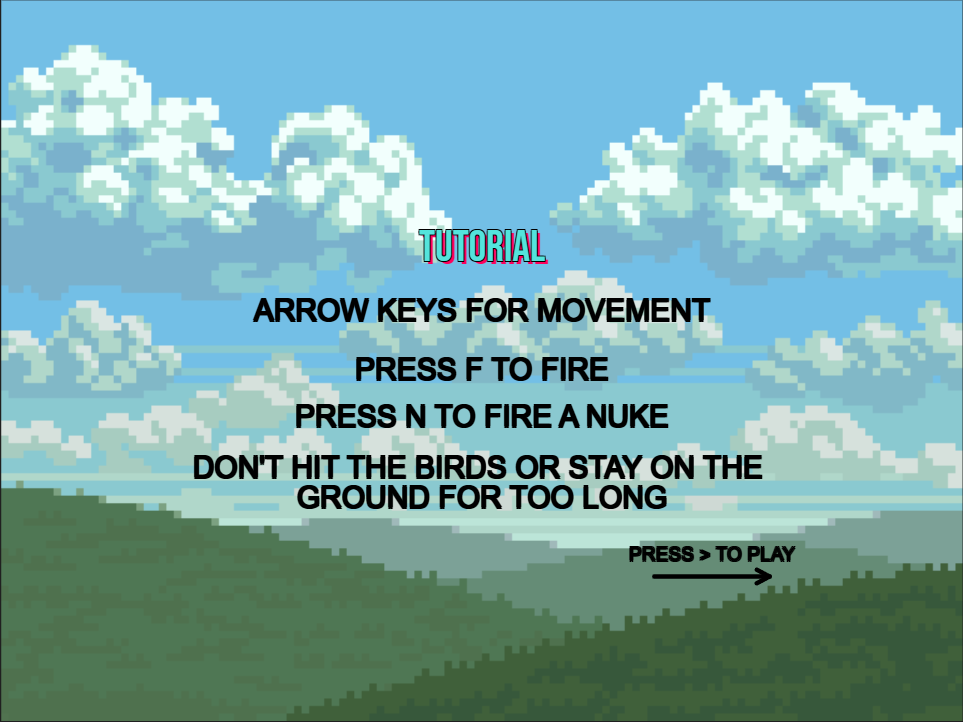 TUTORIAL
ARROW KEYS FOR MOVEMENT
PRESS F TO FIRE
PRESS N TO FIRE A NUKE
DON'T HIT THE BIRDS OR STAY ON THE
GROUND FOR TOO LONG
PRESS > TO PLAY